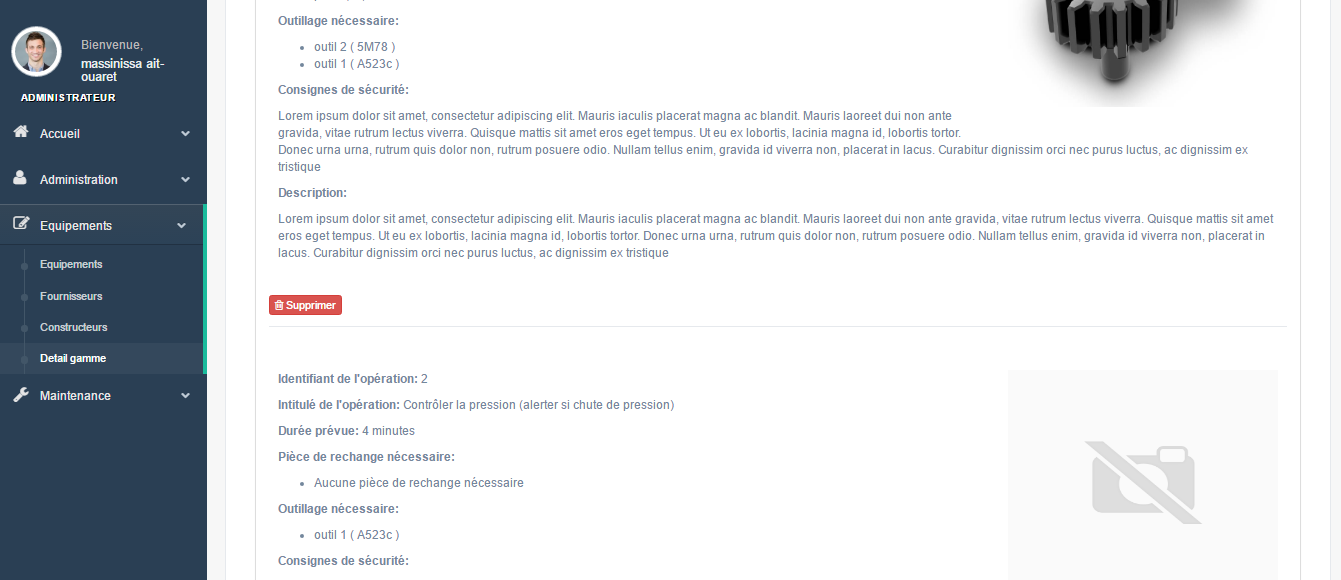 Bienvenue,
massinissa ait-
ouaret
ADMINISTRATEUR
Accueil
Administration
Equipements
Equipements
Fournisseurs
Constructeurs
Detail gamme
Maintenance
Outillage nécessaire:
outil 2 ( 5M78 )
outil 1 ( A523c )
Consignes de sécurité:
Lorem ipsum dolor sit amet, consectetur adipiscing elit. Mauris iaculis placerat magna ac blandit. Mauris laoreet dui non ante
gravida, vitae rutrum lectus viverra. Quisque mattis sit amet eros eget tempus. Ut eu ex lobortis, lacinia magna id, lobortis tortor.
Donec urna urna, rutrum quis dolor non, rutrum posuere odio. Nullam tellus enim, gravida id viverra non, placerat in lacus. Curabitur dignissim orci nec purus luctus, ac dignissim ex
tristique
Description:
Lorem ipsum dolor sit amet, consectetur adipiscing elit. Mauris iaculis placerat magna ac blandit. Mauris laoreet dui non ante gravida, vitae rutrum lectus viverra. Quisque mattis sit amet
eros eget tempus. Ut eu ex lobortis, lacinia magna id, lobortis tortor. Donec urna urna, rutrum quis dolor non, rutrum posuere odio. Nullam tellus enim, gravida id viverra non, placerat in
lacus. Curabitur dignissim orci nec purus luctus, ac dignissim ex tristique
Supprimer
Identifiant de l'opération: 2
Intitulé de l'opération: Contrôler la pression (alerter si chute de pression)
Durée prévue: 4 minutes
Pièce de rechange nécessaire:
Aucune pièce de rechange nécessaire
Outillage nécessaire:
outil 1 ( A523c )
Consignes de sécurité: